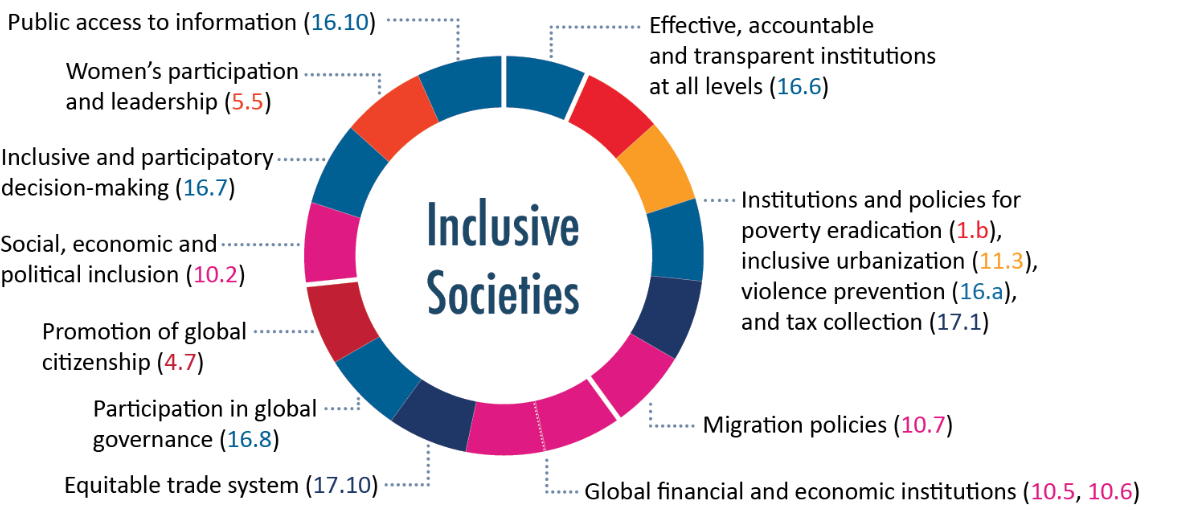 Public access to information (16.10)
Women’s participation
and leadership (5.5)
Inclusive and participatory
decision-making (16.7)
Social, economic and
political inclusion (10.2)
Promotion of global
citizenship (4.7)
Participation in global
governance (16.8)
Equitable trade system (17.10)
Inclusive
Societies
Effective, accountable
and transparent institutions
at all levels (16.6)
Institutions and policies for
poverty eradication (1.b),
inclusive urbanization (11.3),
violence prevention (16.a),
and tax collection (17.1)
Migration policies (10.7)
Global financial and economic institutions (10.5, 10.6)